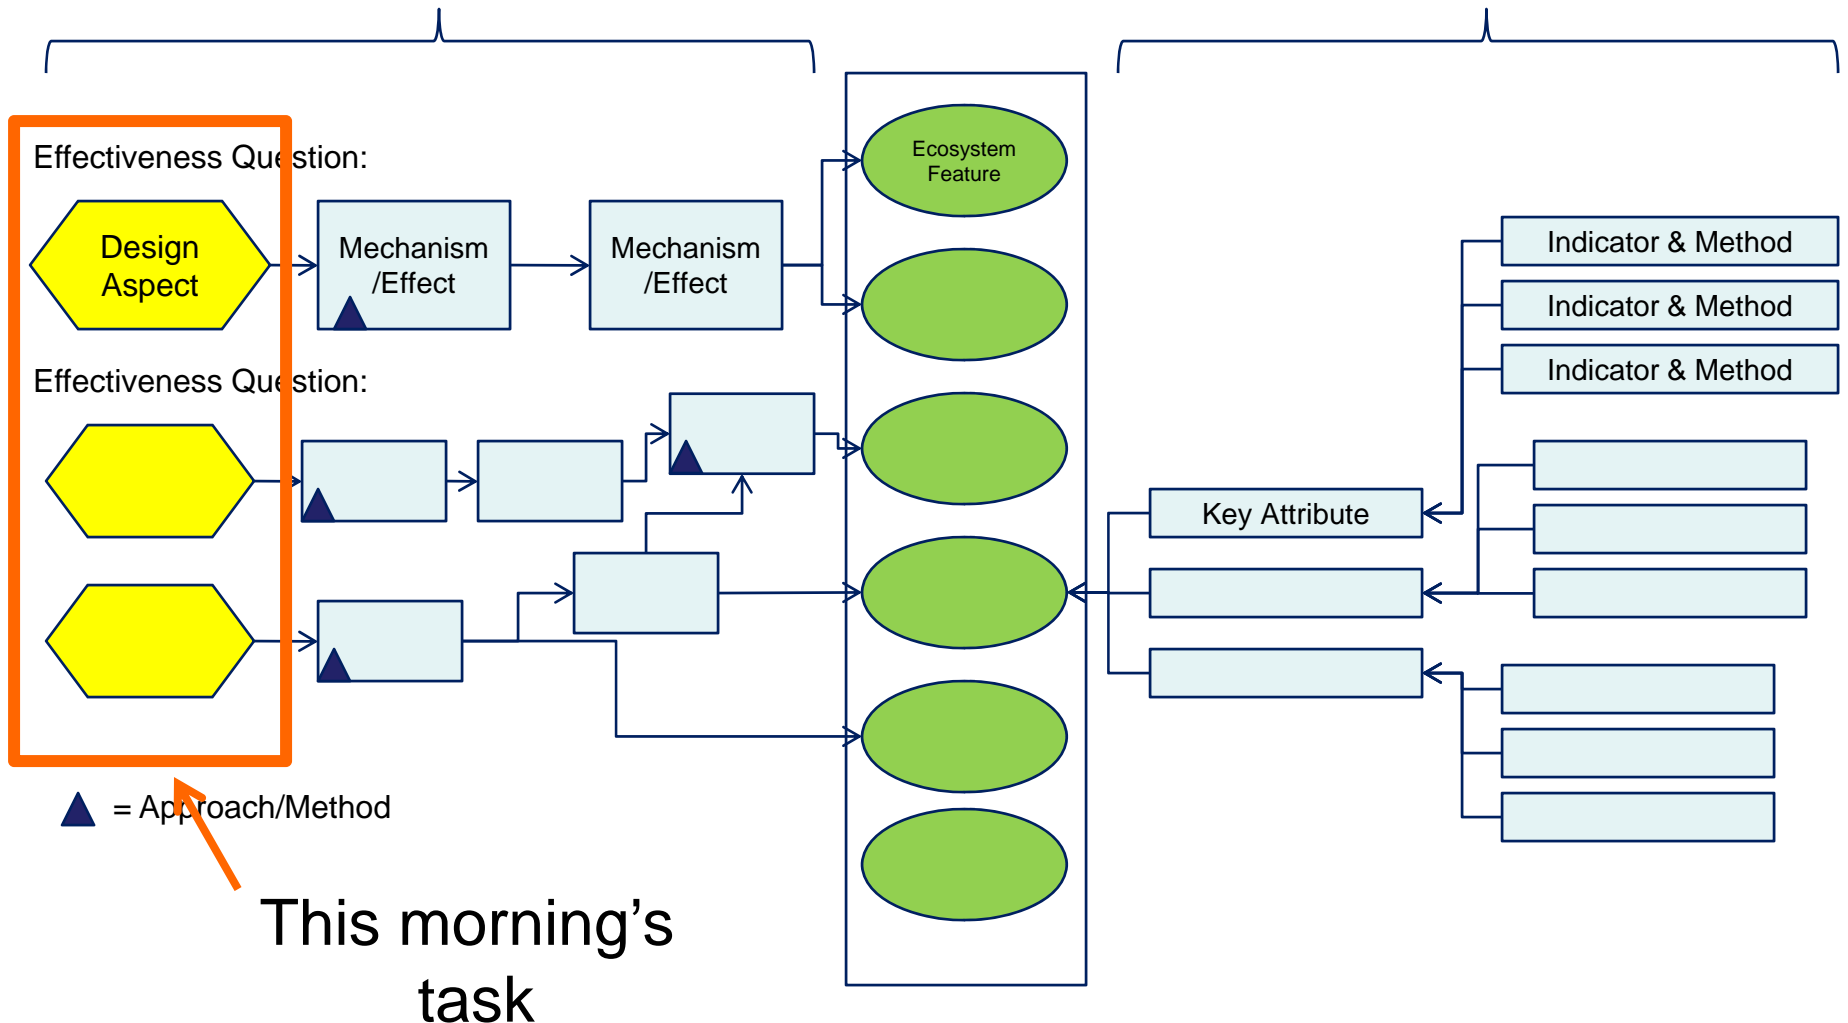 Effectiveness Question:
Design
Aspect
Mechanism
/Effect
Mechanism
/Effect
Ecosystem
Feature
Indicator & Method
Indicator & Method
Indicator & Method
Effectiveness Question:
Key Attribute
= Approach/Method
This morning’s
task